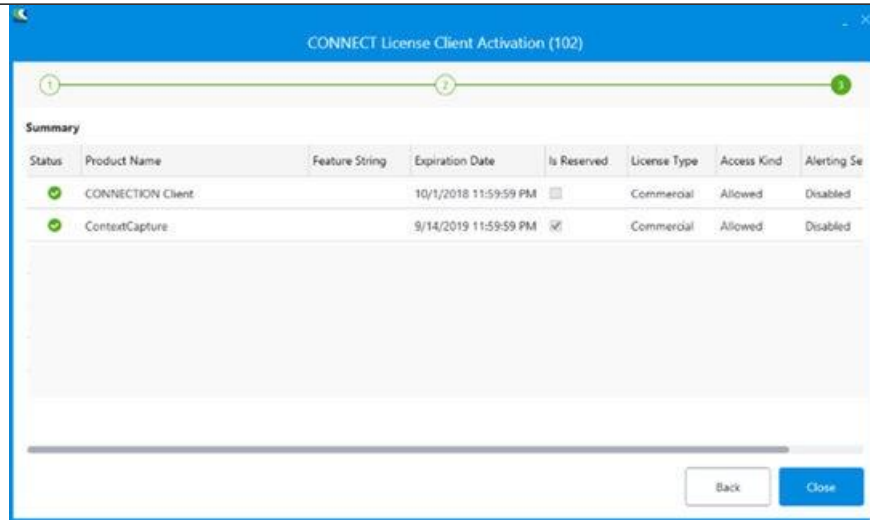 CONNECT License Client Activation (102)
1 2 3
Summary
Status Product Name Feature String Expiration Date Is Reserved License Type Access Kind Alerting Se
CONNECTION Client 10/1/2018 11:59:59 PM Commercial Allowed Disabled
ContextCapture 9/14/2019 11:59:59 PM Commercial Allowed Disabled
Back Close